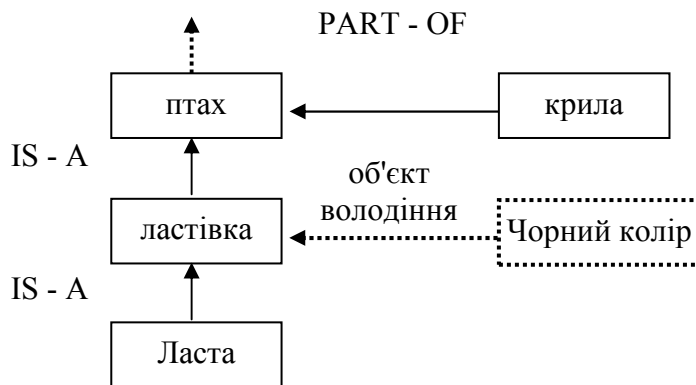 PART - OF
птах
крила
IS - A
об'єкт
володіння
ластівка
Чорний колір
IS - A
Ласта